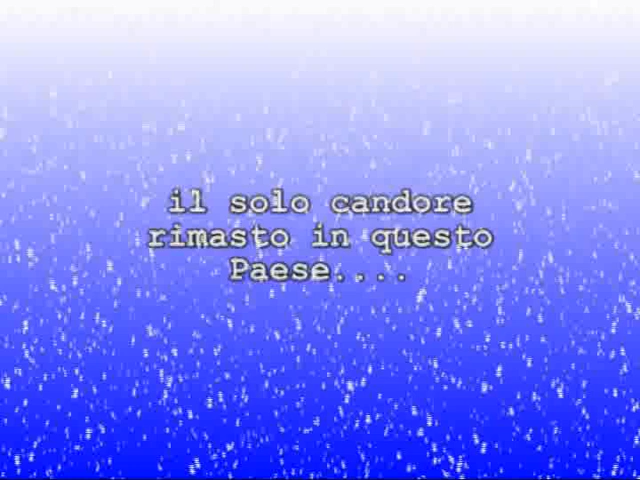 il solo candore
rimasto in questo
Paese....